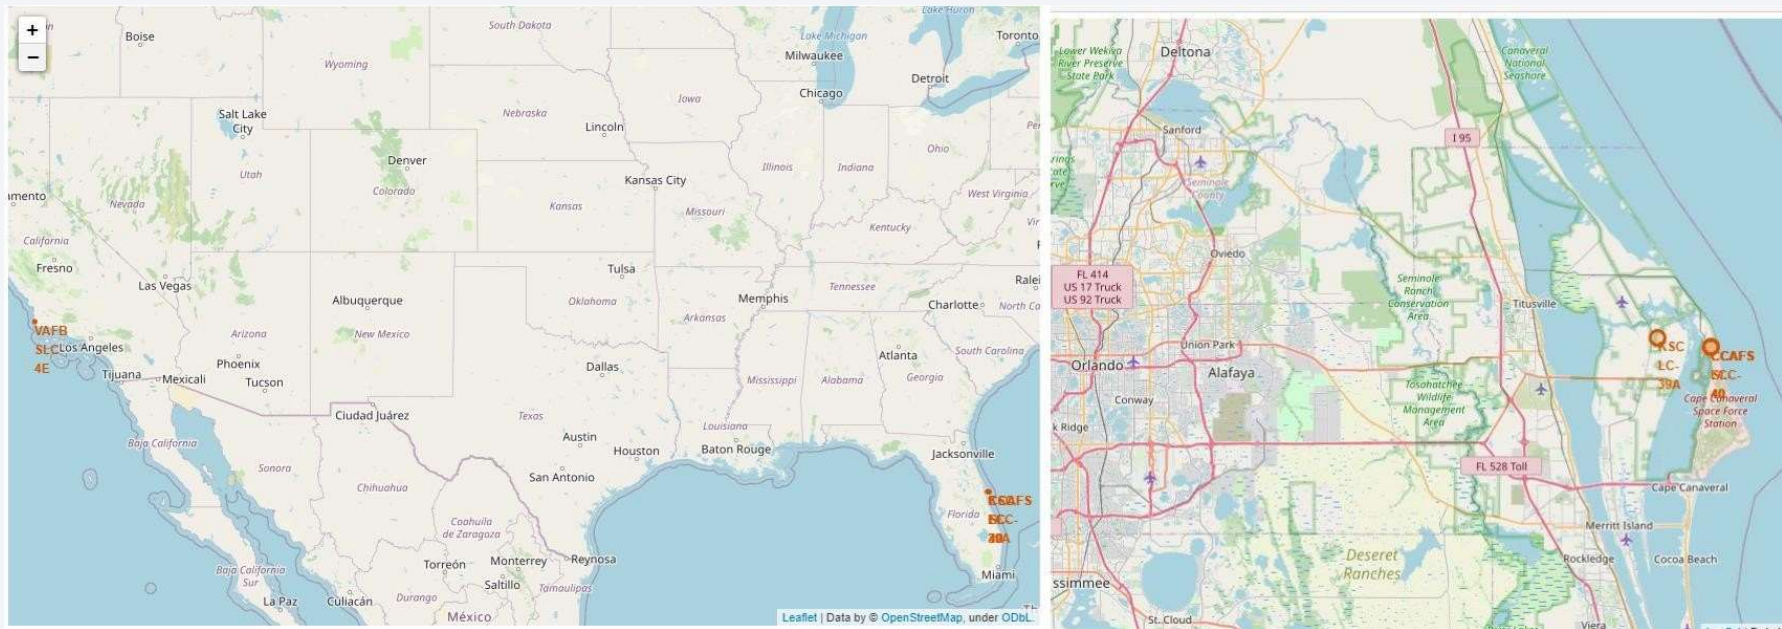 +
−
Boise
South Dakota
Lake Huron
Lake Michigan
Toronto
Milwaukee
Wyoming
Detroit
Chicago
Iowa
Salt Lake
City
Nebraska
Lincoln
Ohio
Denver
Illinois
Indiana
Utah
Colorado
Kansas City
Nevada
Kansas
Missouri
West Virginia
California
Kentucky
Fresno
Tulsa
Las Vegas
Albuquerque
Oklahoma
Memphis
Tennessee
Charlotte
VAFB
SLC-
4E
Los Angeles
Arizona
New Mexico
Arkansas
Atlanta
South Carolina
Phoenix
Dallas
Tijuana
Mexicali
Tucson
Mississippi
Alabama
Georgia
Ciudad Juárez
Texas
Louisiana
Baja California
Austin
Houston
Baton Rouge
Jacksonville
Sonora
San Antonio
Chihuahua
Florida
CCAFS
Coahuila
de Zaragoza
Torreón
Monterrey
Reynosa
Baja California
Sur
Saltillo
Tamaulipas
Miami
Durango
La Paz
Culiacán
México
Leaflet | Data by © OpenStreetMap, under ODbL.
Deltona
Lower Wekiva
River Preserve
State Park
Canaveral
National
Seashore
Sanford
I 95
Seminole
County
Oviedo
FL 414
US 17 Truck
US 92 Truck
Seminole
Ranch
Conservation
Area
Titusville
KSC
LC-
39A
CCAFS
Union Park
Orlando
Alafaya
Tosohatchee
Wildlife
Management
Area
Conway
Cape Canaveral
Space Force
Station
k Ridge
FL 528 Toll
Cape Canaveral
Merritt Island
Deseret
Ranches
Rockledge
Cocoa Beach
ssimmee
St. Cloud
Viera